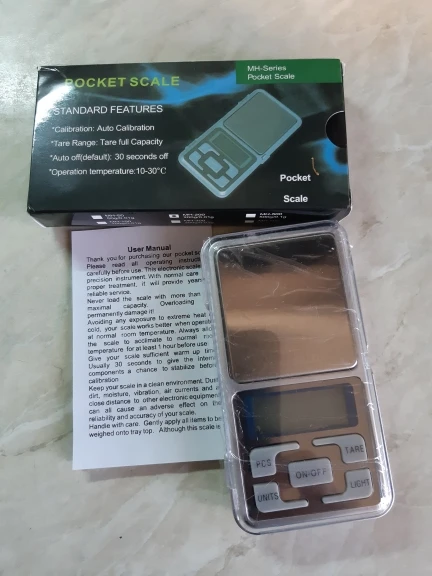 POCKET SCALE
MH-Series
Pocket Scale
STANDARD FEATURES
*Calibration: Auto Calibration
*Tare Range: Tare full Capacity
*Auto off(default): 30 seconds off
*Operation temperature:10-30°C
Pocket
Scale
User Manual
Thank you for purchasing our pocket
Please read all operating
carefully before use. This electronic scale
precision instrument. With normal care
proper treatment, it will provide years
reliable service.
Never load the scale with more than
maximal capacity. Overloading
permanently damage it!
Avoiding any exposure to extreme heat
cold, your scale works better when
at normal room temperature. Always
the scale to acclimate to normal
temperature for at least 1 hour before use
Give your scale sufficient warm up
Usually 30 seconds to give the
components a chance to stabilize before
calibration
Keep your scale in a clean environment. Dust
dirt, moisture, vibration, air currents and
close distance to other electronic equipment
can all cause an adverse effect on the
reliability and accuracy of your scale.
Handle with care. Gently apply all items to be
weighed onto tray top. Although this scale is
PCS
TARE
ON-OFF
UNITS
LIGHT